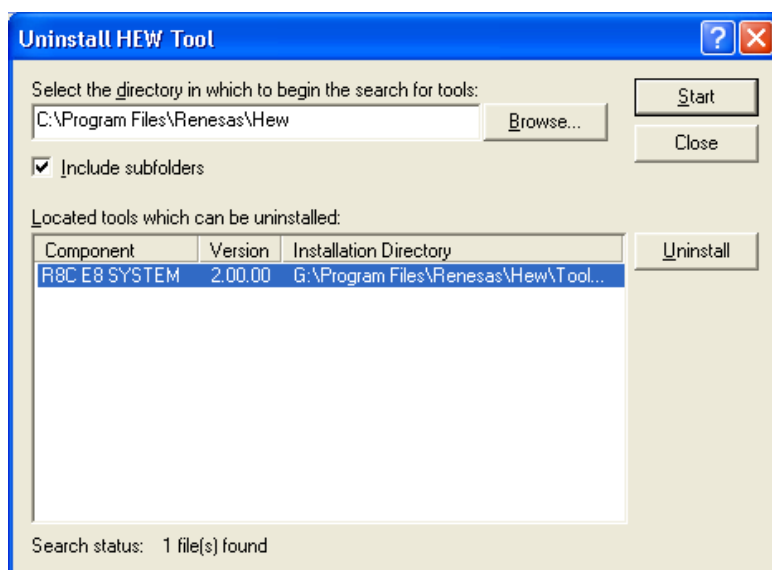 Uninstall HEW Tool
Select the directory in which to begin the search for tools:
C:\Program Files\Renesas\Hew
Browse...
Start
Close
Include subfolders
Located tools which can be uninstalled:
Component Version Installation Directory
R8C E8 SYSTEM 2.00.00 G:\Program Files\Renesas\Hew\Tool...
Uninstall
Search status: 1 file(s) found